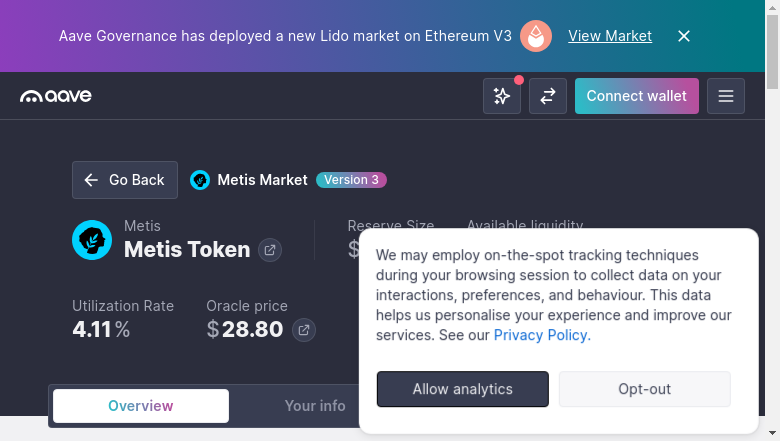 Aave Governance has deployed a new Lido market on Ethereum V3 View Market
aave
Connect wallet
Go Back
Metis Market Version 3
Metis
Metis Token
Reserve Size
$
Available liquidity
Utilization Rate
4.11 %
Oracle price
$ 28.80
We may employ on-the-spot tracking techniques
during your browsing session to collect data on your
interactions, preferences, and behaviour. This data
helps us personalise your experience and improve our
services. See our Privacy Policy.
Allow analytics
Opt-out
Overview
Your info